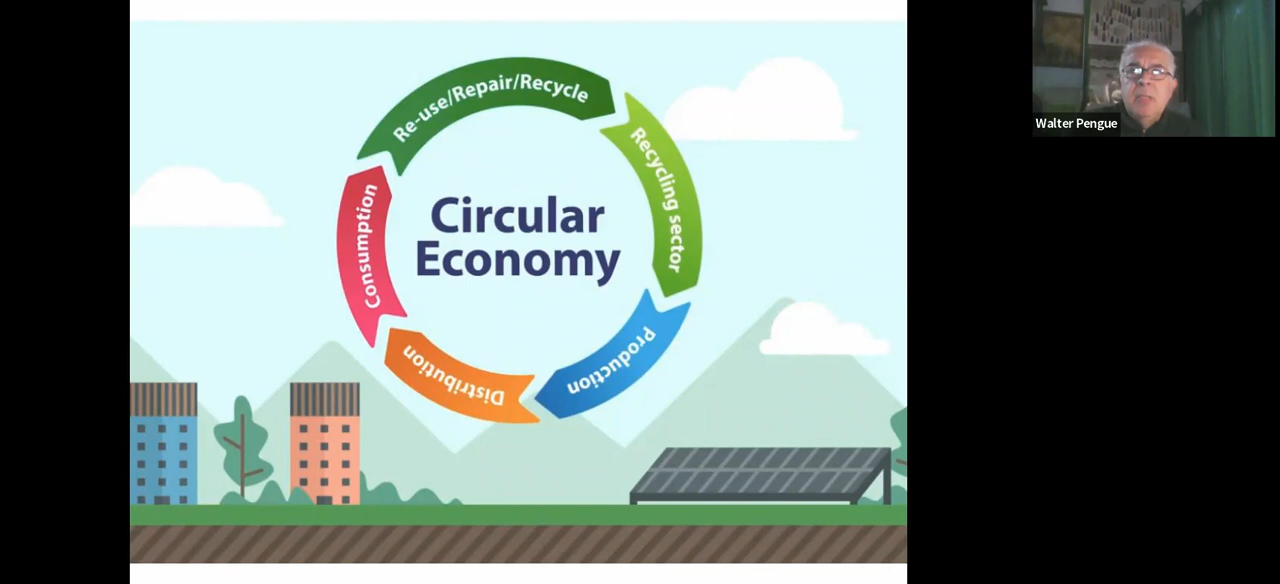 Re-use/Repair/Recycle
Recycling sector
Production
Distribution
Consumption
Circular
Economy
Walter Pengue